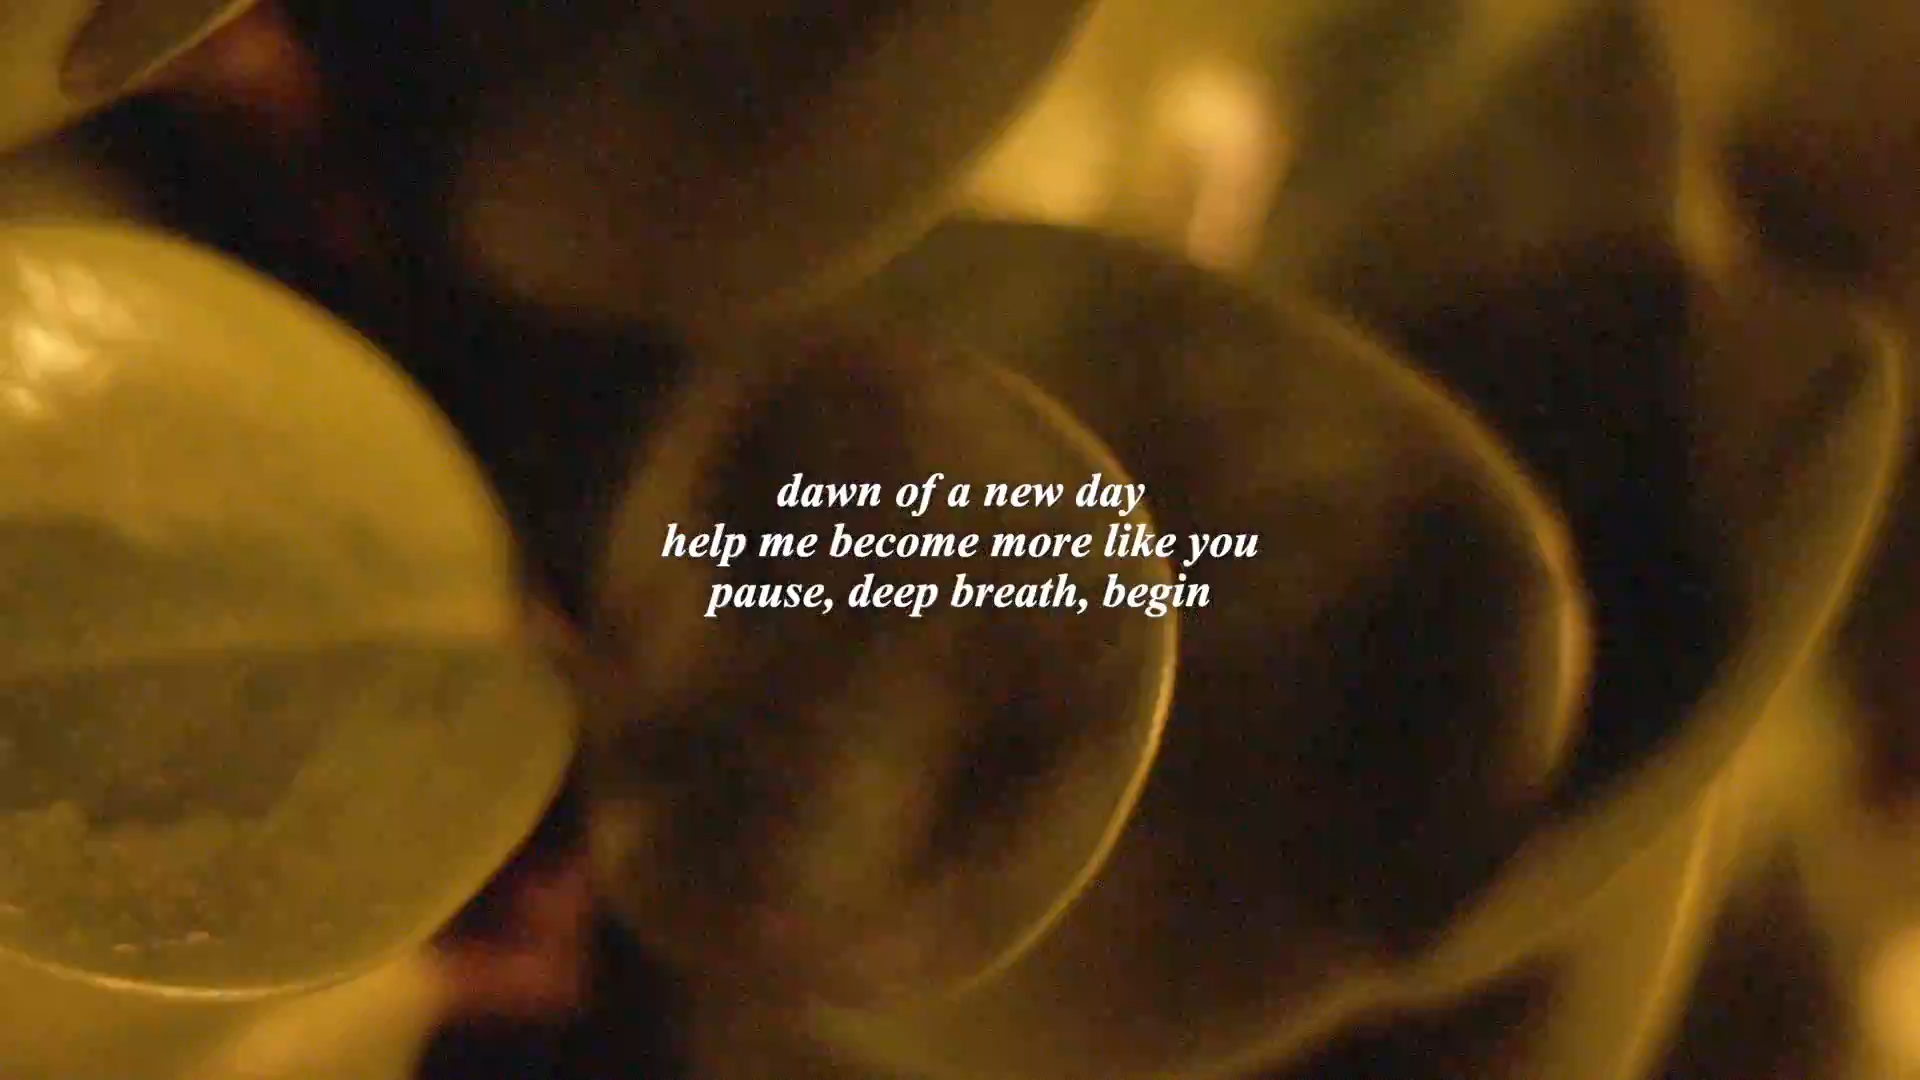 dawn of a new day
help me become more like you
pause, deep breath, begin